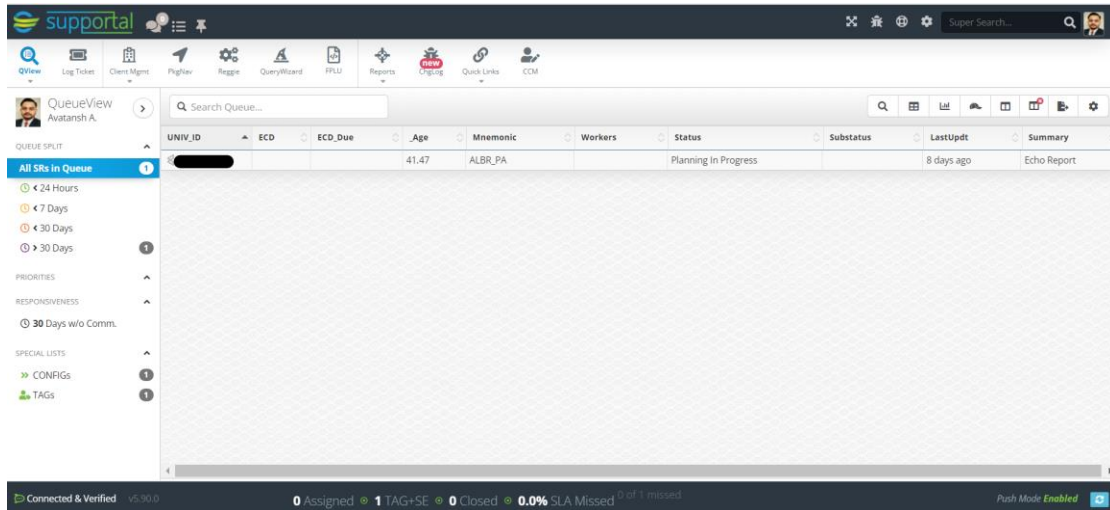 supportal Super Search...
QView Log Ticket Client Mgmt PkgNav Reggie QueryWizard FPLU Reports new ChgLog Quick Links CCM
QueueView
Avatansh A.
Search Queue...
UNIV_ID ECD ECD_Due _Age Mnemonic Workers Status Substatus LastUpdt Summary
41.47 ALBR_PA Planning In Progress 8 days ago Echo Report
QUEUE SPLIT
All SRs in Queue 1
< 24 Hours
< 7 Days
< 30 Days
> 30 Days 1
PRIORITIES
RESPONSIVENESS
30 Days w/o Comm.
SPECIAL LISTS
CONFIGs 1
TAGs 1
Connected & Verified v5.90.0 0 Assigned 1 TAG+SE 0 Closed 0.0% SLA Missed 0 of 1 missed Push Mode Enabled